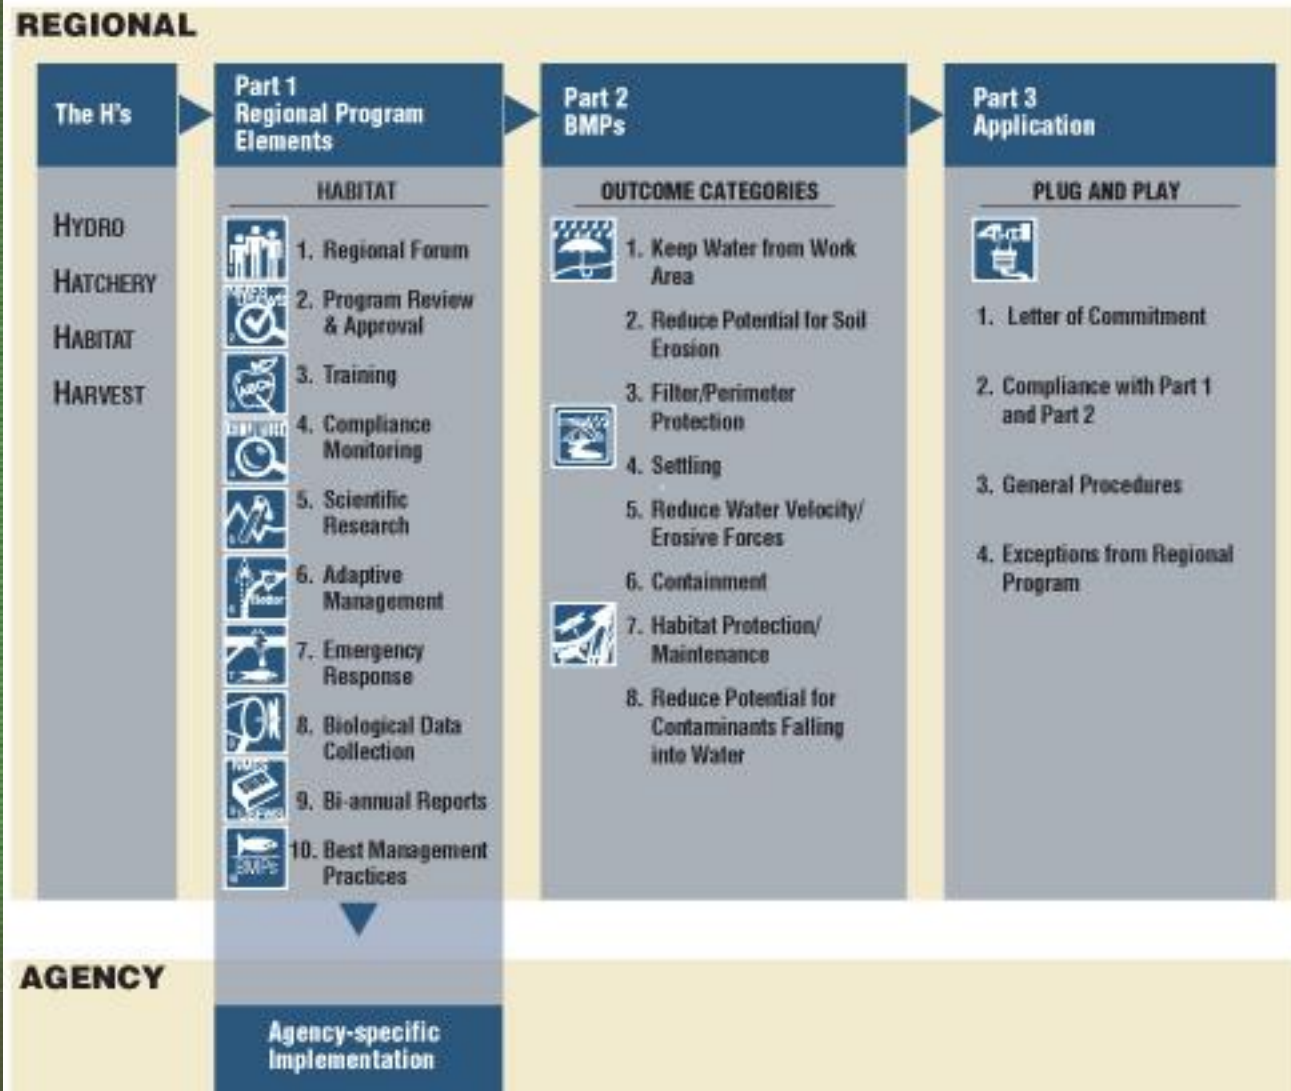 REGIONAL
The H's
HYDRO
HATCHERY
HABITAT
HARVEST
Part 1
Regional Program
Elements
HABITAT
1. Regional Forum
2. Program Review
& Approval
3. Training
4. Compliance
Monitoring
5. Scientific
Research
6. Adaptive
Management
7. Emergency
Response
8. Biological Data
Collection
9. Bi-annual Reports
10. Best Management
Practices
BMPs
Part 2
BMPs
OUTCOME CATEGORIES
1. Keep Water from Work
Area
2. Reduce Potential for Soil
Erosion
3. Filter/Perimeter
Protection
4. Settling
5. Reduce Water Velocity/
Erosive Forces
6. Containment
7. Habitat Protection/
Maintenance
8. Reduce Potential for
Contaminants Falling
into Water
Part 3
Application
PLUG AND PLAY
1. Letter of Commitment
2. Compliance with Part 1
and Part 2
3. General Procedures
4. Exceptions from Regional
Program
AGENCY
Agency-specific
Implementation